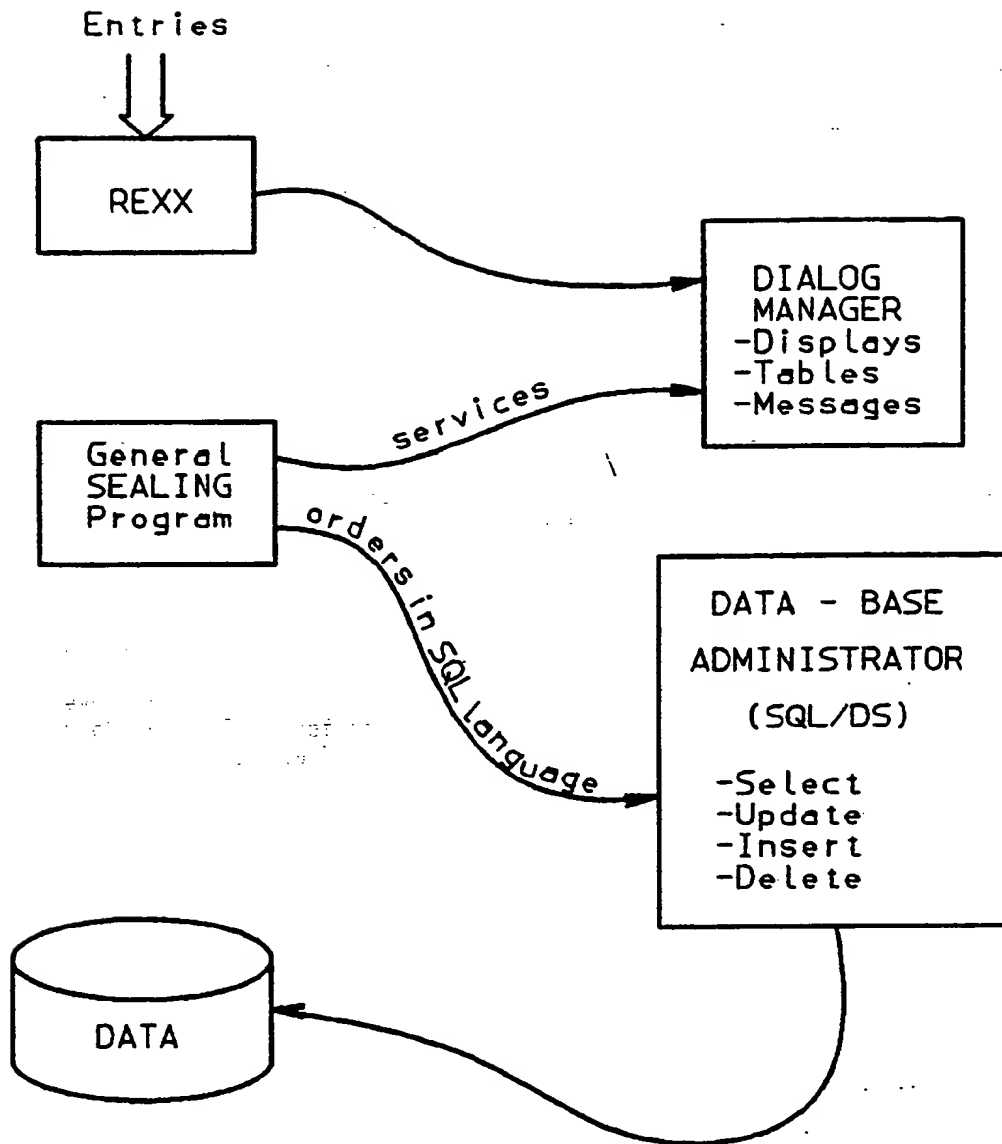 Entries
REXX
DIALOG
MANAGER
-Displays
-Tables
-Messages
services
General
SEALING
Program
orders in SQL language
DATA - BASE
ADMINISTRATOR
(SQL/DS)
-Select
-Update
-Insert
-Delete
DATA